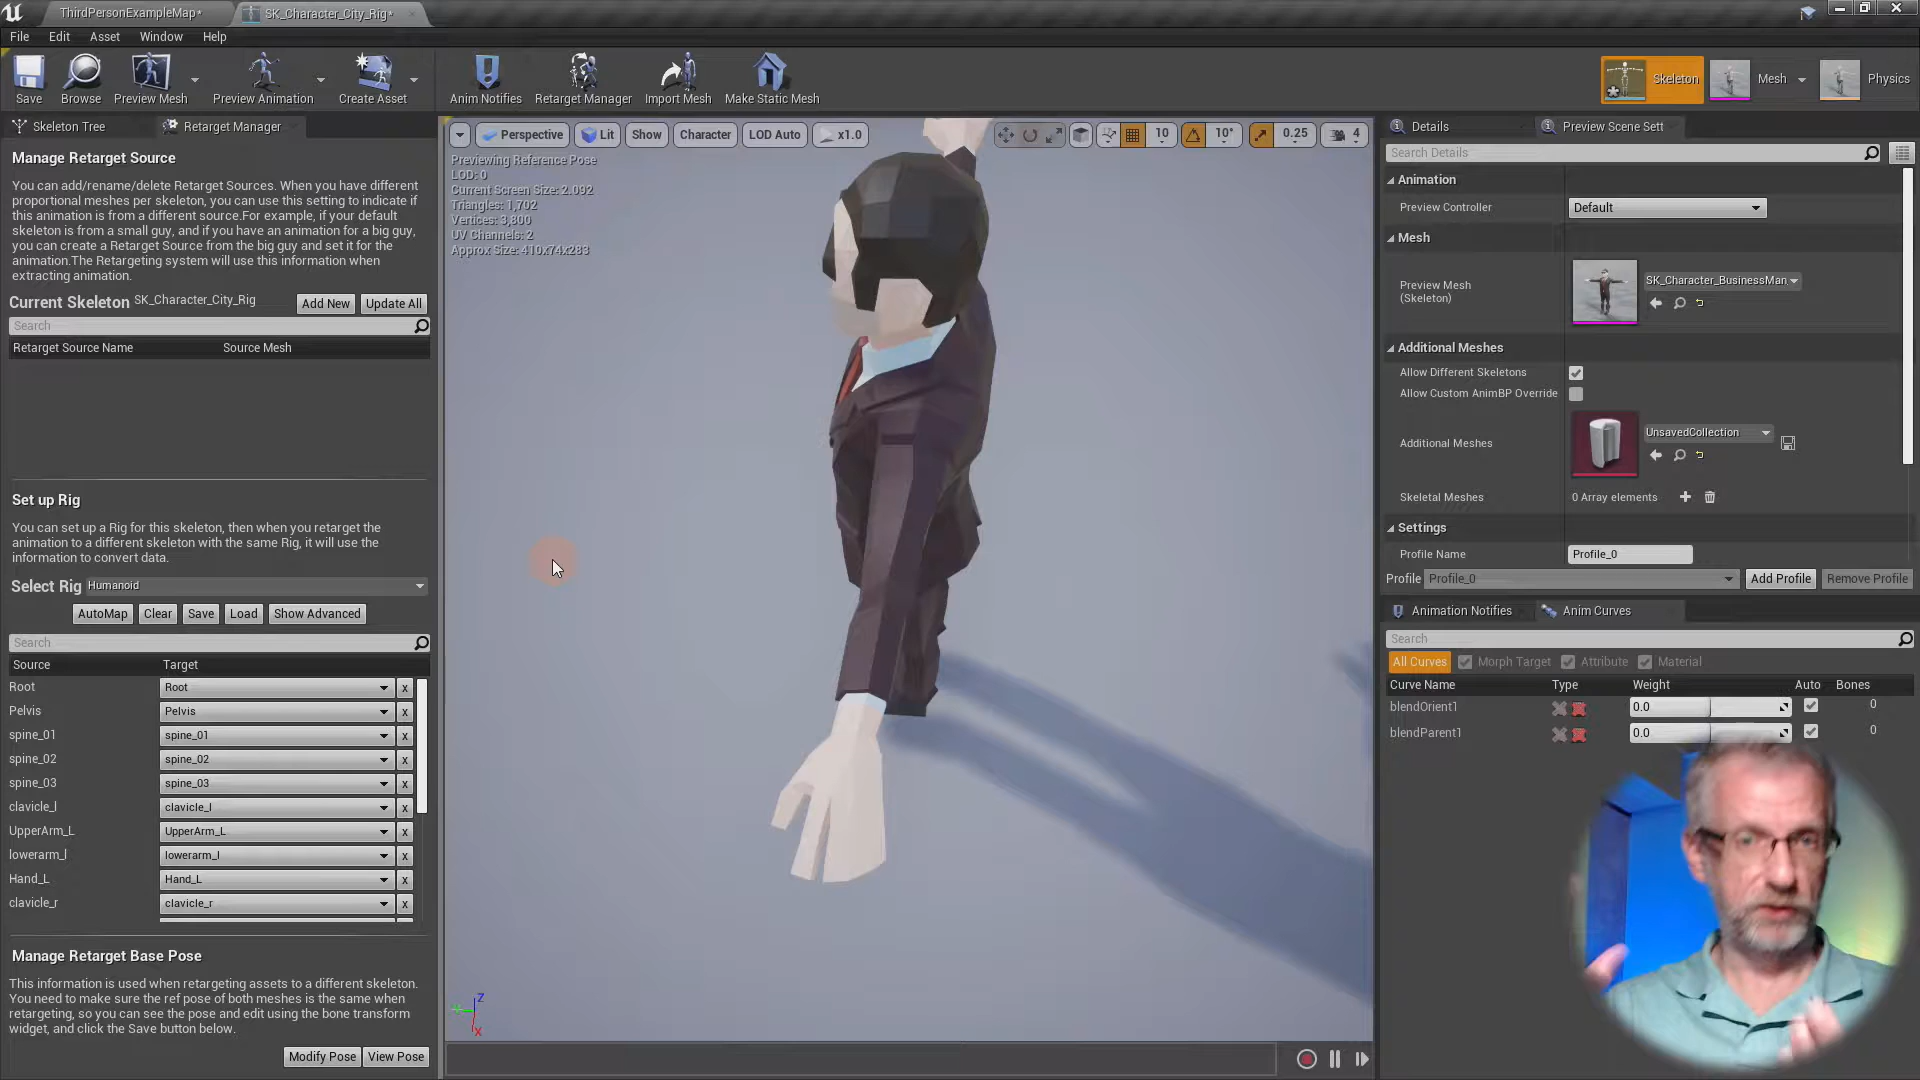 ThirdPersonExampleMap*
SK_Character_City_Rig*
File Edit Asset Window Help
Save
Browse
Preview Mesh
Preview Animation
Create Asset
Anim Notifies
Retarget Manager
Import Mesh
Make Static Mesh
Skeleton
Mesh
Physics
Skeleton Tree
Retarget Manager
Manage Retarget Source
You can add/rename/delete Retarget Sources. When you have different
proportional meshes per skeleton, you can use this setting to indicate if
this animation is from a different source.For example, if your default
skeleton is from a small guy, and if you have an animation for a big guy,
you can create a Retarget Source from the big guy and set it for the
animation.The Retargeting system will use this information when
extracting animation.
Current Skeleton SK_Character_City_Rig
Add New
Update All
Search
Retarget Source Name Source Mesh
Set up Rig
You can set up a Rig for this skeleton, then when you retarget the
animation to a different skeleton with the same Rig, it will use the
information to convert data.
Select Rig Humanoid
AutoMap Clear Save Load Show Advanced
Search
Source Target
Root Root x
Pelvis Pelvis x
spine_01 spine_01 x
spine_02 spine_02 x
spine_03 spine_03 x
clavicle_l clavicle_l x
UpperArm_L UpperArm_L x
lowerarm_l lowerarm_l x
Hand_L Hand_L x
clavicle_r clavicle_r x
Manage Retarget Base Pose
This information is used when retargeting assets to a different skeleton.
You need to make sure the ref pose of both meshes is the same when
retargeting, so you can see the pose and edit using the bone transform
widget, and click the Save button below.
Modify Pose View Pose
Perspective Lit Show Character LOD Auto x1.0
10 10° 0.25 4
Previewing Reference Pose
LOD: 0
Current Screen Size: 2.092
Triangles: 1,702
Vertices: 3,800
UV Channels: 2
Approx Size: 410x74x283
Z
X
Details
Preview Scene Sett
Search Details
Animation
Preview Controller Default
Mesh
Preview Mesh
(Skeleton)
SK_Character_BusinessMan
Additional Meshes
Allow Different Skeletons
Allow Custom AnimBP Override
Additional Meshes
UnsavedCollection
Skeletal Meshes 0 Array elements
Settings
Profile Name Profile_0
Profile Profile_0 Add Profile Remove Profile
Animation Notifies
Anim Curves
Search
All Curves Morph Target Attribute Material
Curve Name Type Weight Auto Bones
blendOrient1 0.0 0
blendParent1 0.0 0